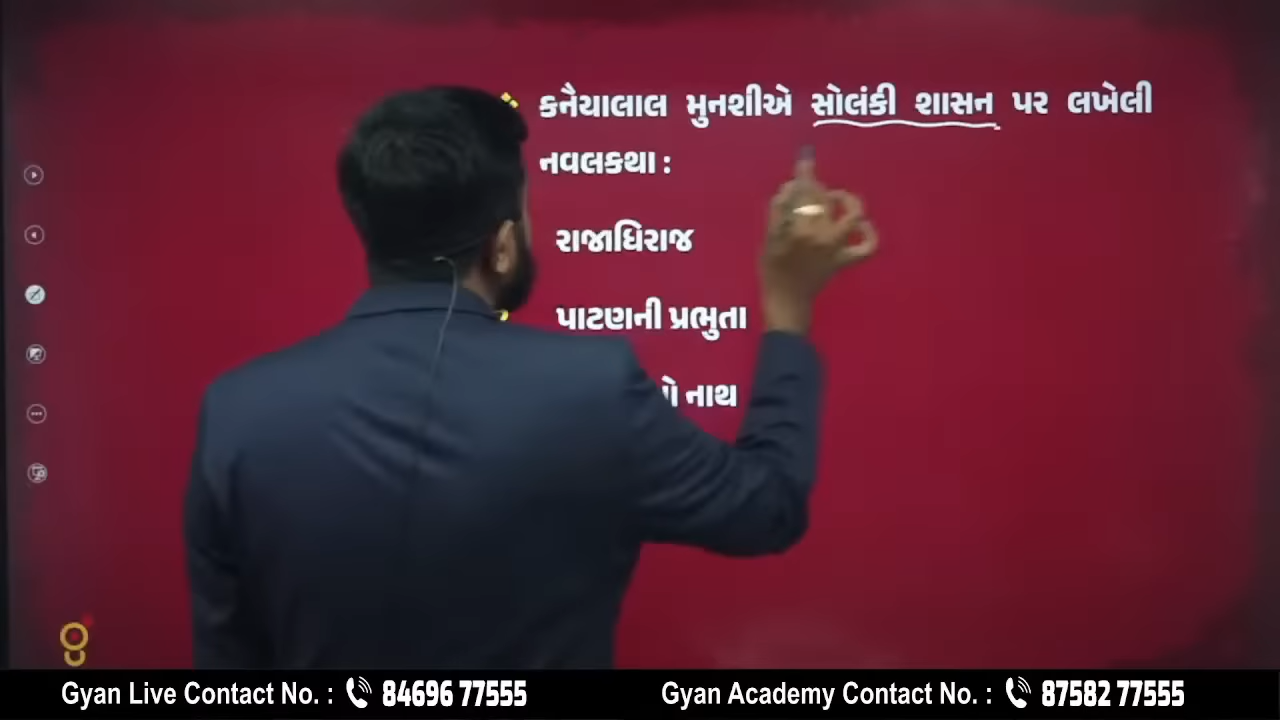 કનૈયાલાલ મુનશીએ સોલંકી શાસન પર લખેલી
નવલકથા :
રાજાધિરાજ
પાટણની પ્રભુતા
નાથ
Gyan Live Contact No. : 84696 77555
Gyan Academy Contact No. : 87582 77555